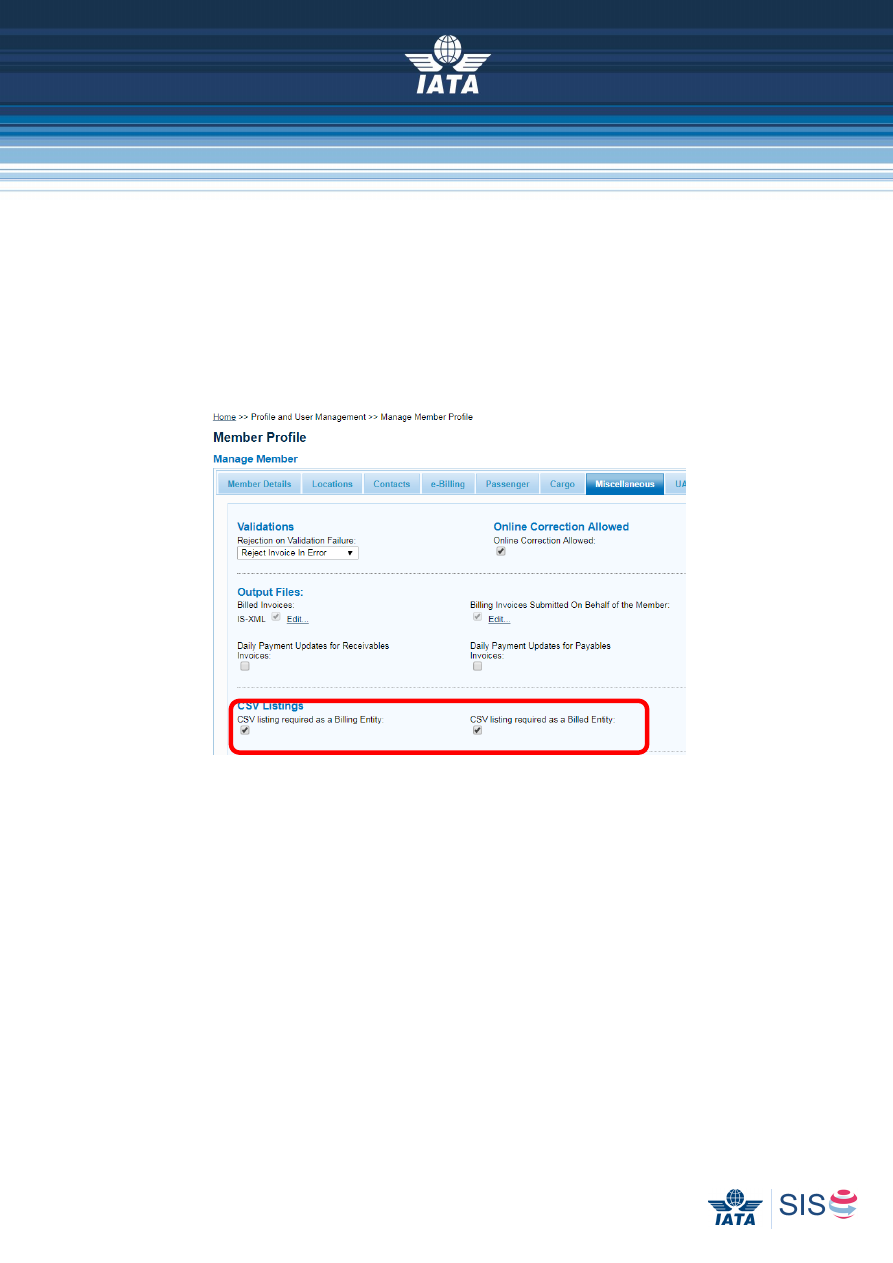 IATA
Home >> Profile and User Management >> Manage Member Profile
Member Profile
Manage Member
Member Details Locations Contacts e-Billing Passenger Cargo Miscellaneous UA
Validations Online Correction Allowed
Rejection on Validation Failure: Online Correction Allowed:
Reject Invoice In Error
Output Files:
Billed Invoices: Billing Invoices Submitted On Behalf of the Member:
IS-XML Edit... Edit...
Daily Payment Updates for Receivables Daily Payment Updates for Payables
Invoices: Invoices:
CSV Listings
CSV listing required as a Billing Entity: CSV listing required as a Billed Entity:
IATA SIS